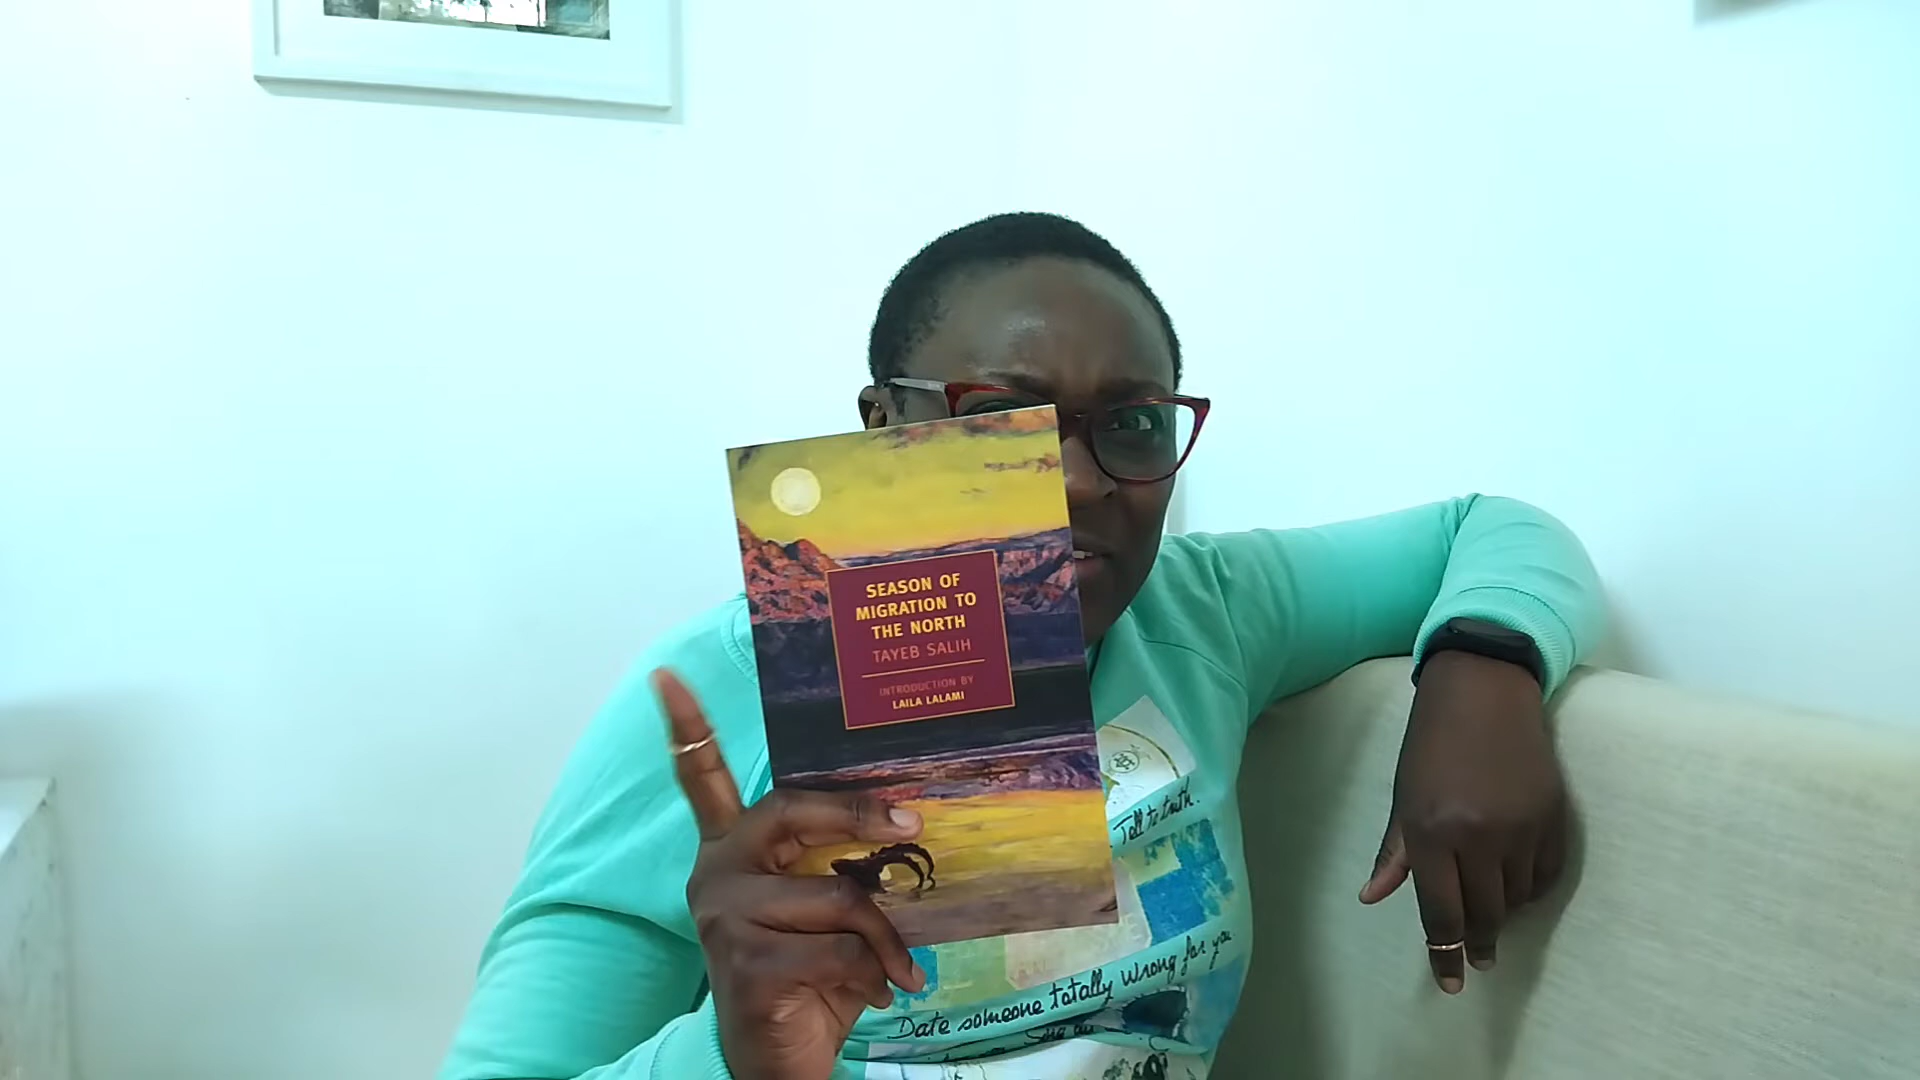 SEASON OF
MIGRATION TO
THE NORTH
TAYEB SALIH
INTRODUCTION BY
LAILA LALAMI
Tell te truth.
Date someone totally wrong for you.